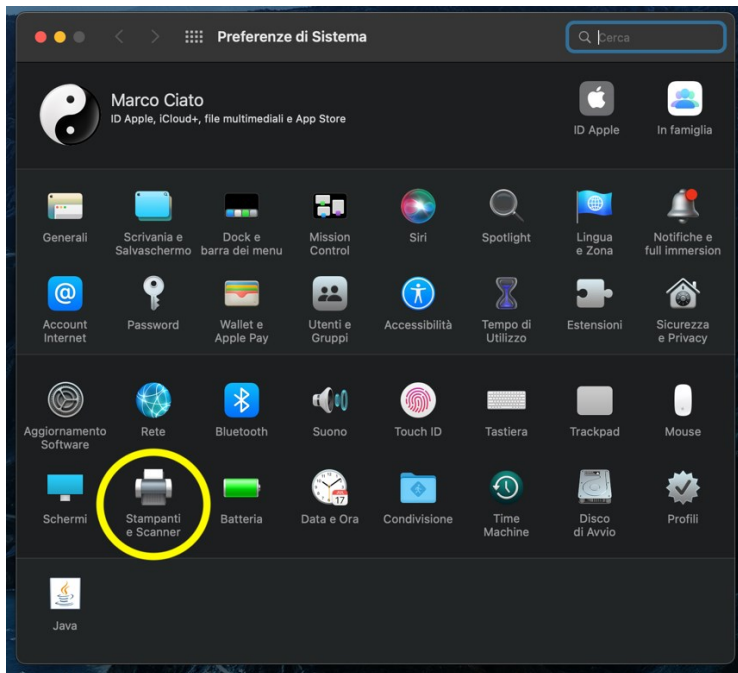 Preferenze di Sistema
Cerca
Marco Ciato
ID Apple, iCloud+, file multimediali e App Store
ID Apple
In famiglia
Generali
Scrivania e
Salvaschermo
Dock e
barra dei menu
Mission
Control
Siri
Spotlight
Lingua
e Zona
Notifiche e
full immersion
Account
Internet
Password
Wallet e
Apple Pay
Utenti e
Gruppi
Accessibilità
Tempo di
Utilizzo
Estensioni
Sicurezza
e Privacy
Aggiornamento
Software
Rete
Bluetooth
Suono
Touch ID
Tastiera
Trackpad
Mouse
Schermi
Stampanti
e Scanner
Batteria
17
Data e Ora
Condivisione
Time
Machine
Disco
di Avvio
Profili
Java